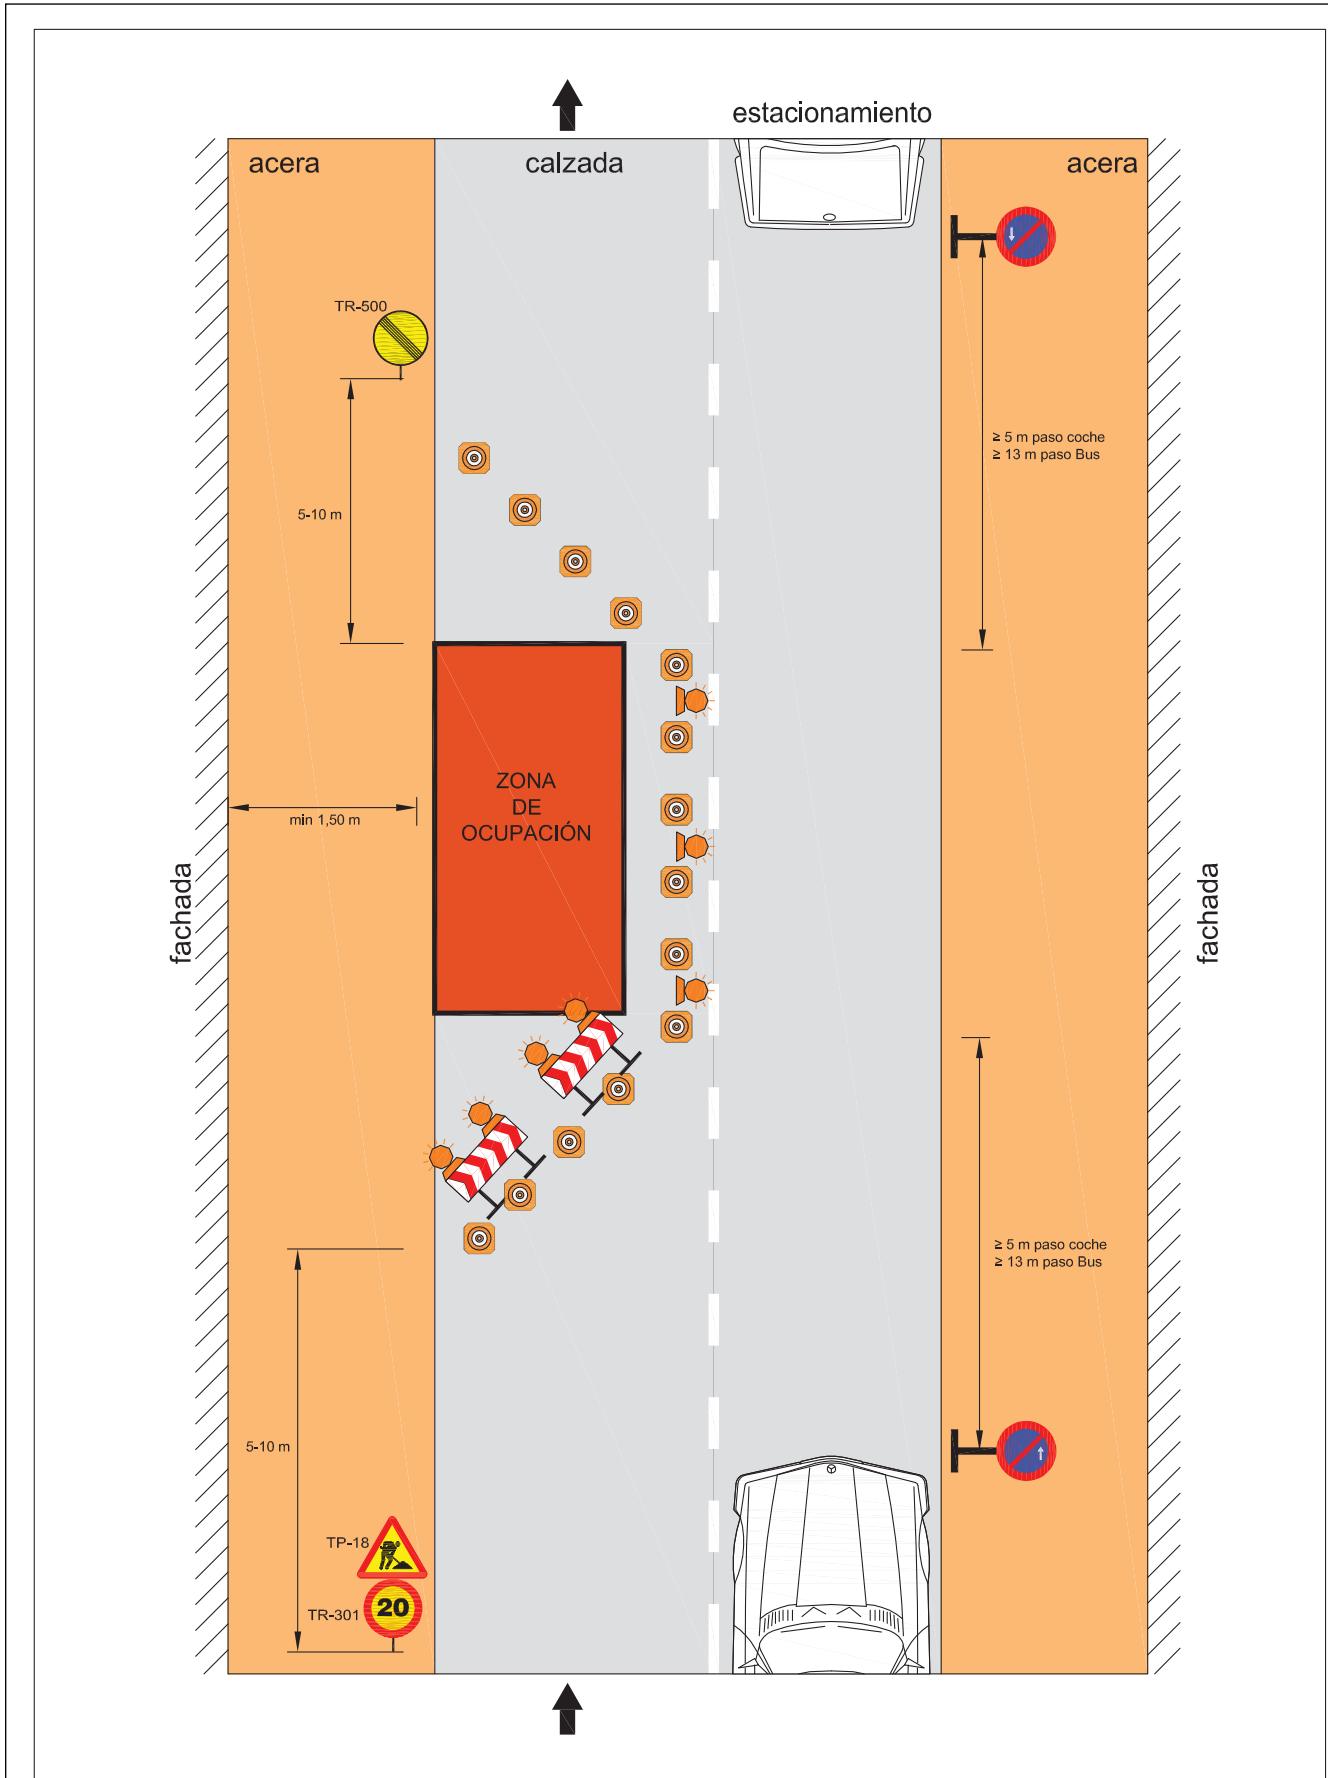 estacionamiento
acera
calzada
acera
TR-500
≥ 5 m paso coche
≥ 13 m paso Bus
5-10 m
ZONA
DE
OCUPACIÓN
min 1,50 m
fachada
fachada
≥ 5 m paso coche
≥ 13 m paso Bus
5-10 m
TP-18
TR-301
20